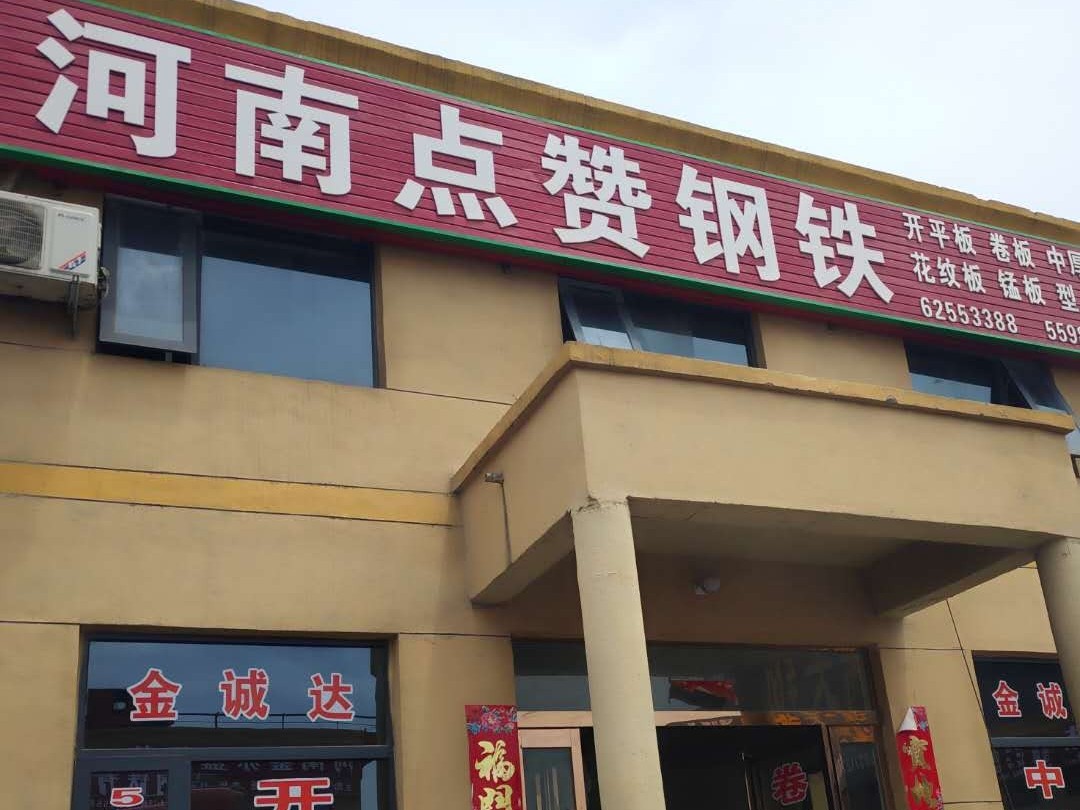 河南点赞钢铁
开平板 卷板 中厚
花纹板 锰板 型
62553388 559
金诚达
金诚
5
开
福
卷
中